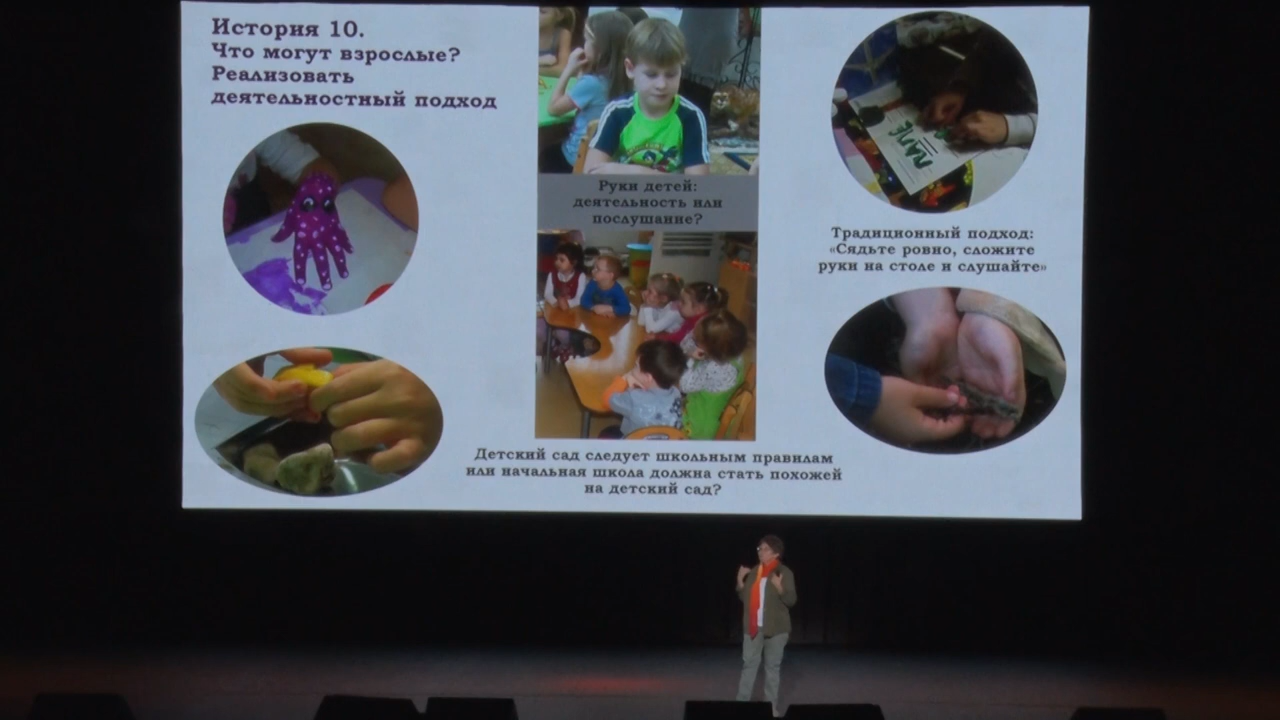 История 10.
Что могут взрослые?
Реализовать
деятельностный подход
Руки детей:
деятельность или
послушание?
ПАПЕ
Традиционный подход:
«Сядьте ровно, сложите
руки на столе и слушайте»
Детский сад следует школьным правилам
или начальная школа должна стать похожей
на детский сад?